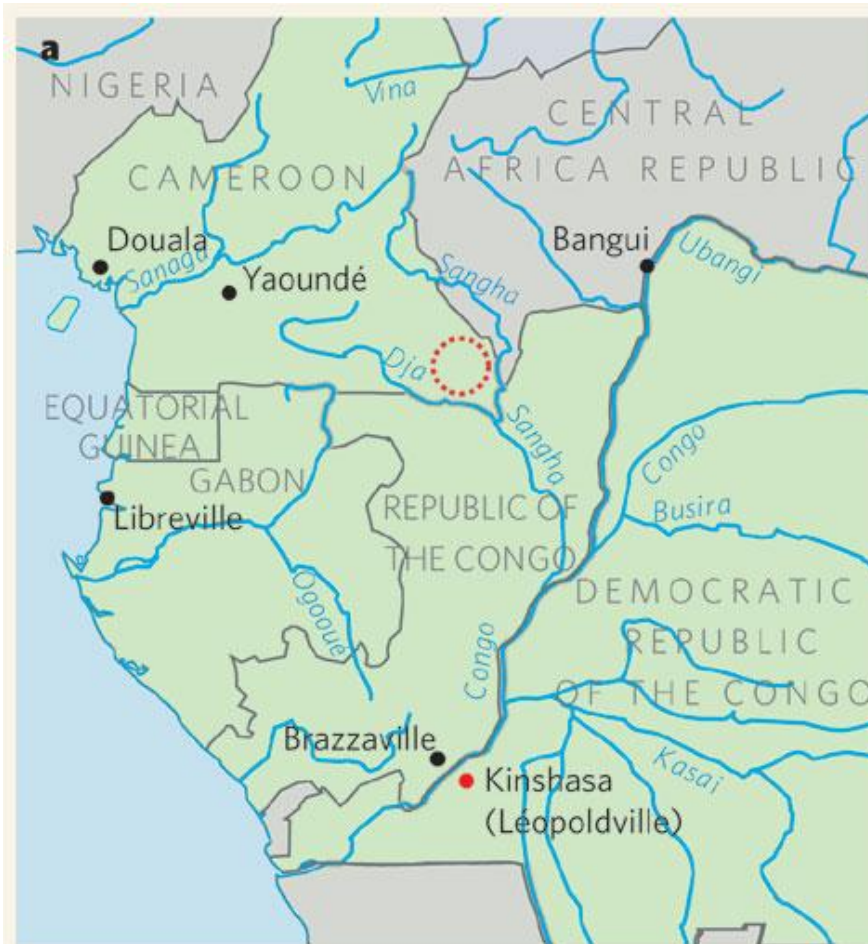 a
NIGERIA
Vina
CENTRAL
AFRICA REPUBLIC
CAMEROON
Douala
Sanaga
Yaoundé
Sangha
Bangui
Ubangi
Dja
Sangha
EQUATORIAL
GUINEA
GABON
Libreville
REPUBLIC OF
THE CONGO
Congo
Busira
Ogooué
DEMOCRATIC
REPUBLIC
OF THE CONGO
Congo
Brazzaville
Kinshasa
(Léopoldville)
Kasai